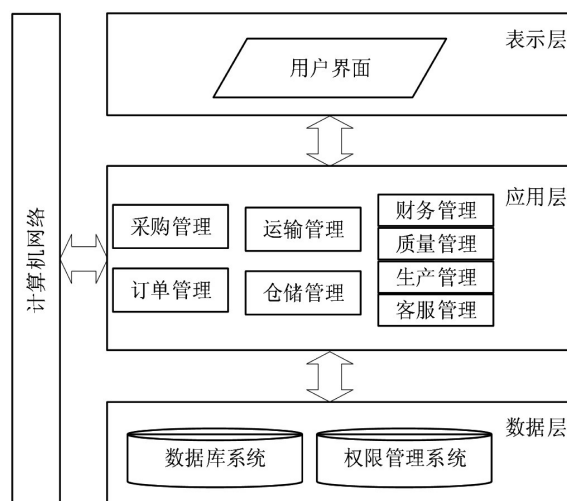 表示层
用户界面
计算机网络
应用层
采购管理
运输管理
财务管理
质量管理
订单管理
仓储管理
生产管理
客服管理
数据层
数据库系统
权限管理系统